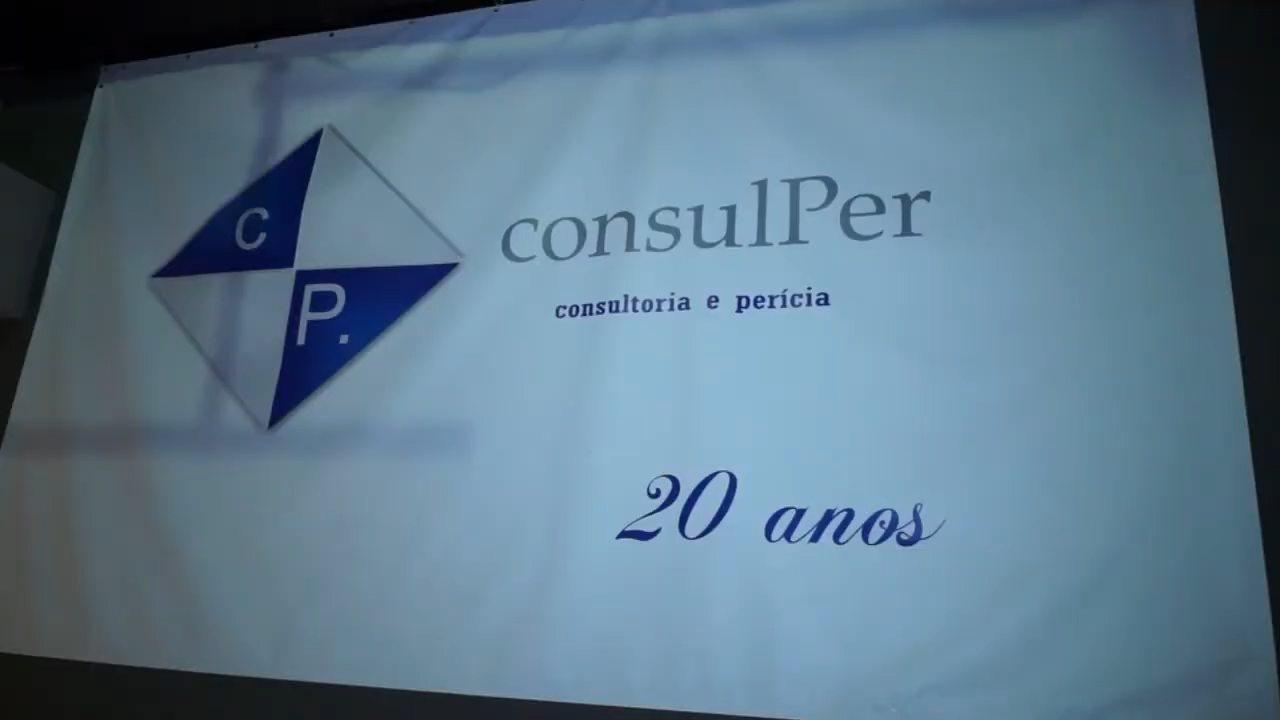 c
P.
consulPer
consultoria e perícia
20 anos